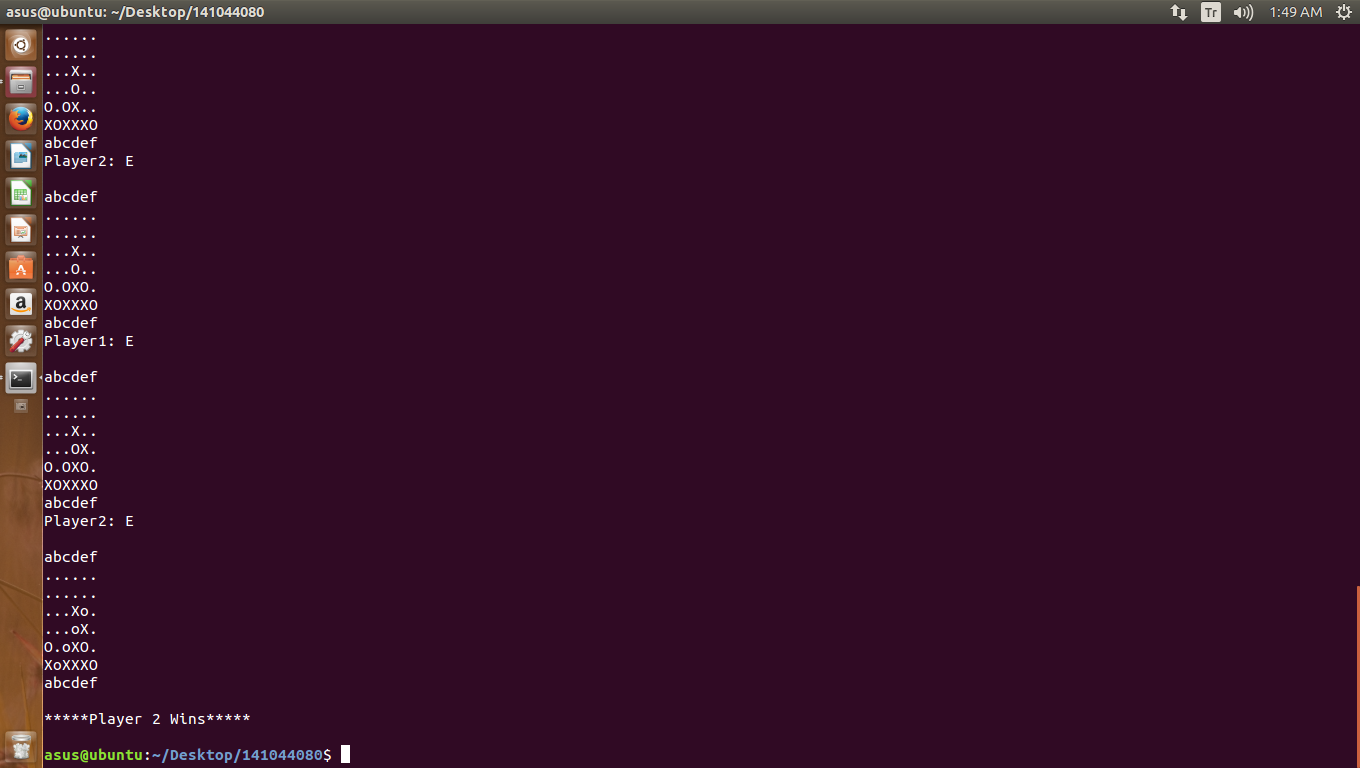 asus@ubuntu: ~/Desktop/141044080
Tr
1:49 AM
......
......
...X..
...O..
O.OX..
XOXXXO
abcdef
Player2: E
abcdef
......
......
...X..
...O..
O.OXO.
XOXXXO
abcdef
Player1: E
abcdef
......
......
...X..
...OX.
O.OXO.
XOXXXO
abcdef
Player2: E
abcdef
......
......
...Xo.
...oX.
O.oXO.
XoXXXO
abcdef
*****Player 2 Wins*****
asus@ubuntu:~/Desktop/141044080$